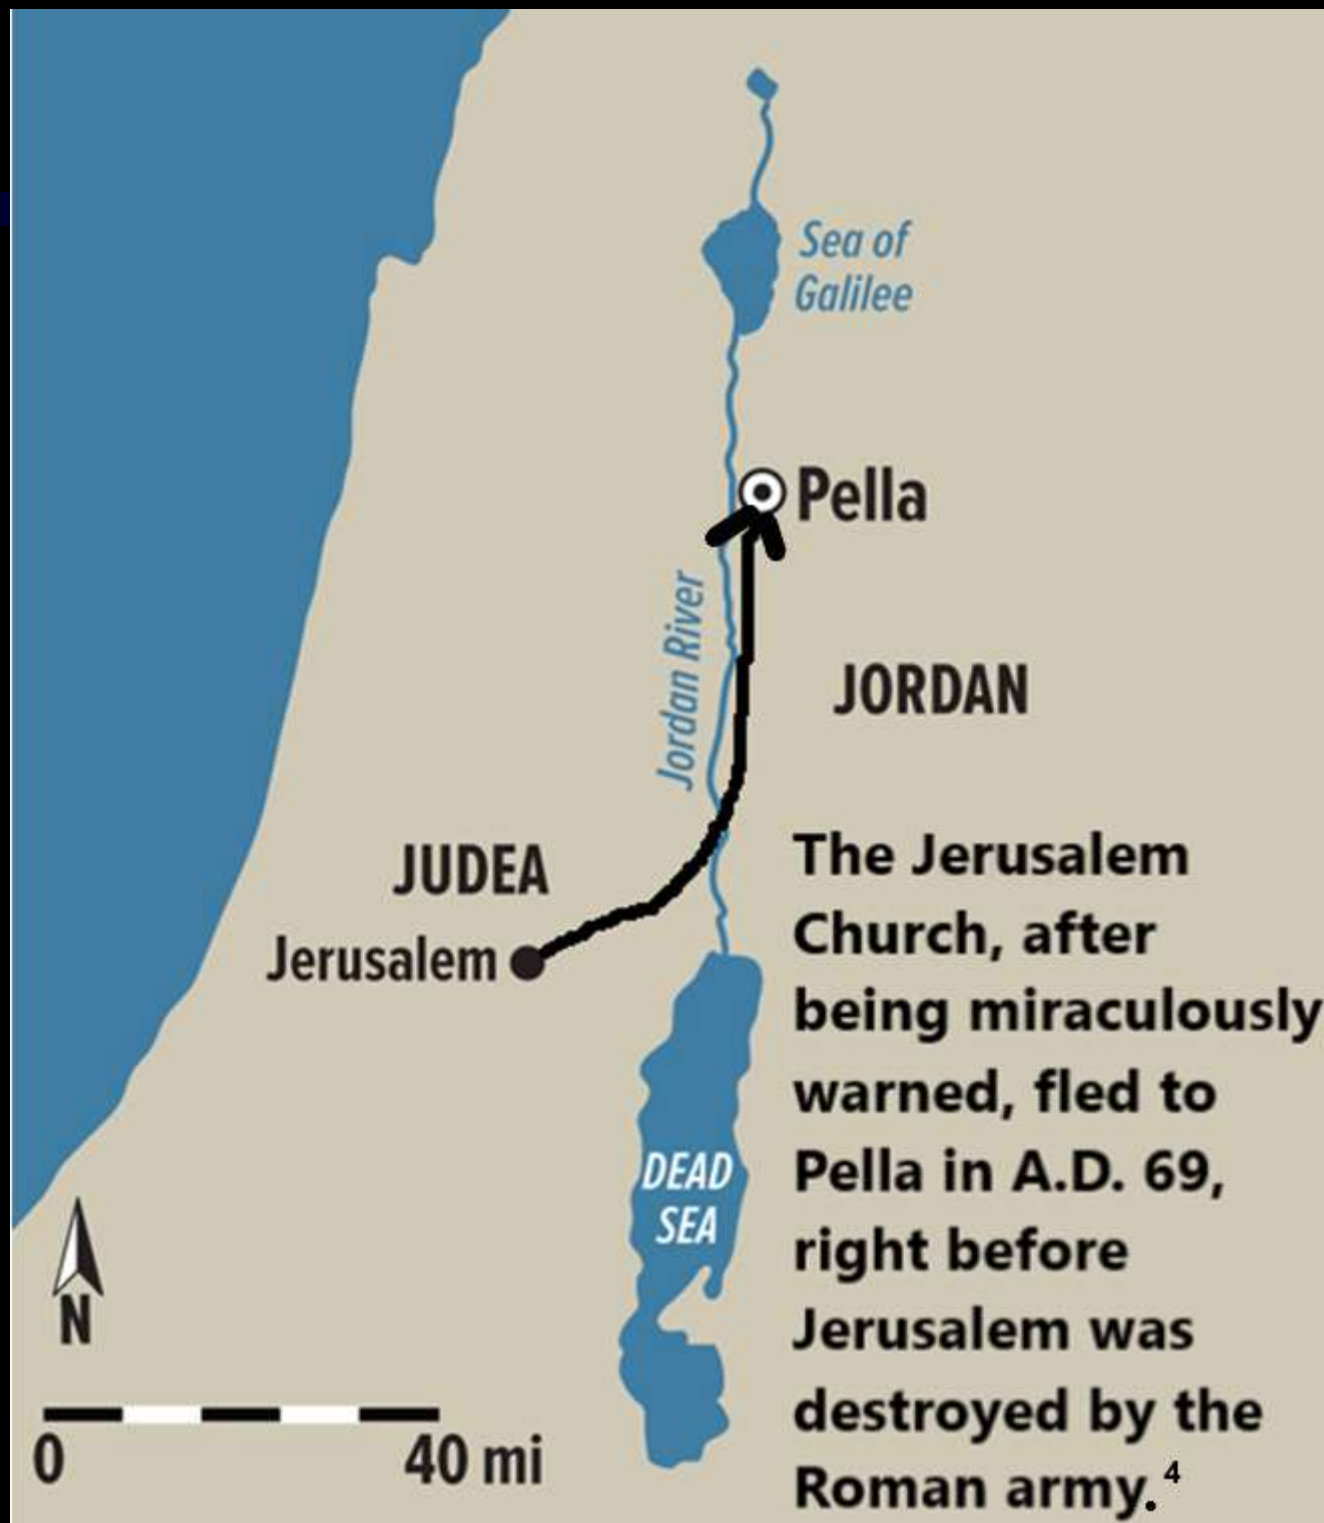 Sea of
Galilee
Pella
Jordan River
JORDAN
JUDEA
Jerusalem
The Jerusalem
Church, after
being miraculously
warned, fled to
Pella in A.D. 69,
right before
Jerusalem was
destroyed by the
Roman army.⁴
DEAD
SEA
N
0 40 mi